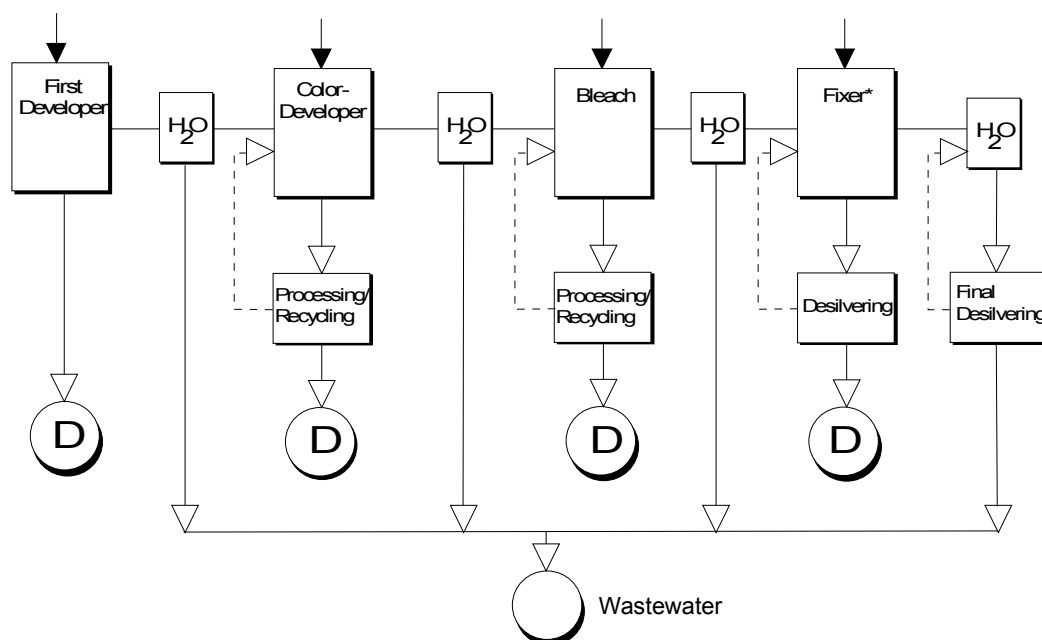 First
Developer
H2O
Color-
Developer
H2O
Bleach
H2O
Fixer*
H2O
Processing/
Recycling
Processing/
Recycling
Desilvering
Final
Desilvering
D
D
D
D
Wastewater